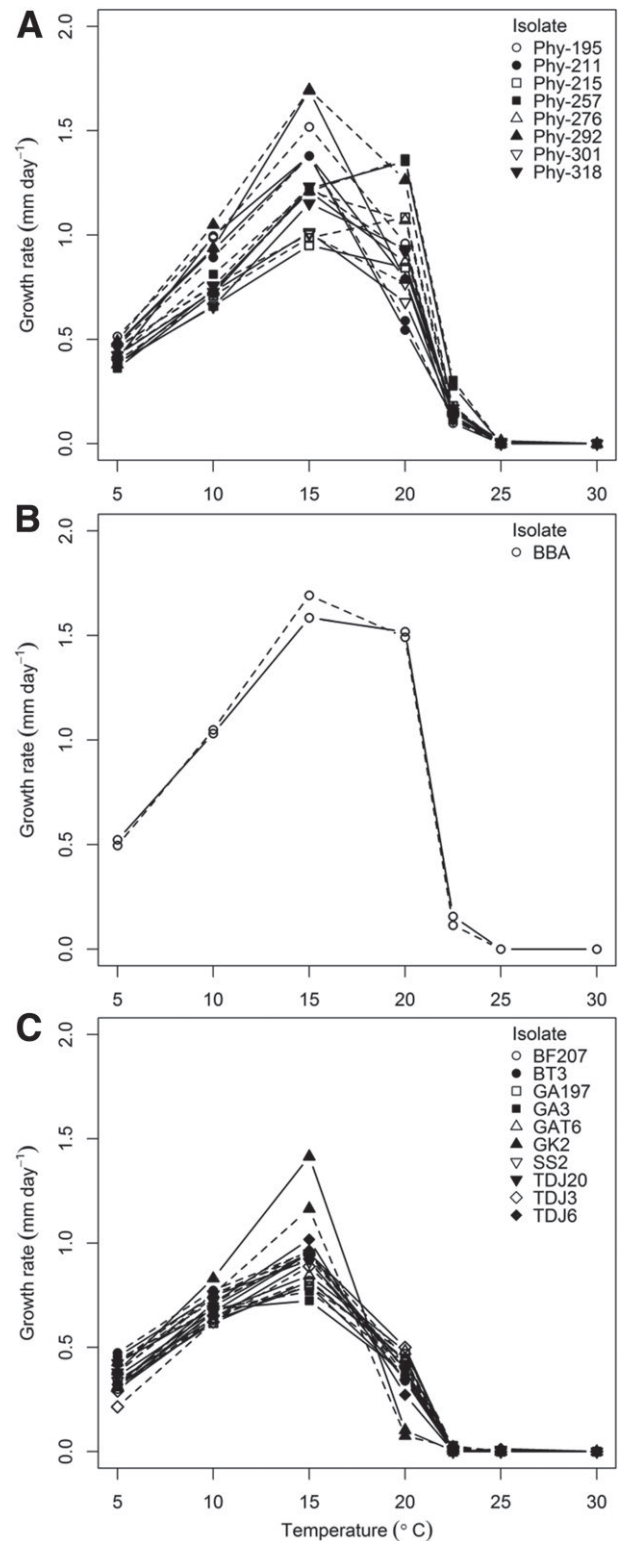 A
2.0
1.5
1.0
0.5
0.0
Growth rate (mm day⁻¹)
Isolate
Phy-195
Phy-211
Phy-215
Phy-257
Phy-276
Phy-292
Phy-301
Phy-318
5 10 15 20 25 30
B
2.0
1.5
1.0
0.5
0.0
Growth rate (mm day⁻¹)
Isolate
BBA
5 10 15 20 25 30
C
2.0
1.5
1.0
0.5
0.0
Growth rate (mm day⁻¹)
Isolate
BF207
BT3
GA197
GA3
GAT6
GK2
SS2
TDJ20
TDJ3
TDJ6
5 10 15 20 25 30
Temperature (° C)